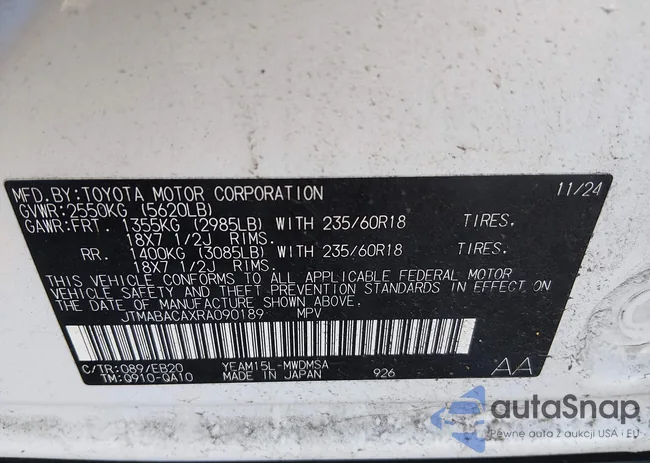 MFD.BY:TOYOTA MOTOR CORPORATION 11/24
GVWR:2550KG (5620LB)
GAWR:FRT. 1355KG (2985LB) WITH 235/60R18 TIRES.
18X7 1/2J RIMS.
RR. 1400KG (3085LB) WITH 235/60R18 TIRES.
18X7 1/2J RIMS.
THIS VEHICLE CONFORMS TO ALL APPLICABLE FEDERAL MOTOR
VEHICLE SAFETY AND THEFT PREVENTION STANDARDS IN EFFECT ON
THE DATE OF MANUFACTURE SHOWN ABOVE.
JTMABACAXRA090189 MPV
C/TR:089/EB20 YEAM15L-MWDMSA
TM:Q910-QA10 MADE IN JAPAN 926 AA
autaSnap
Pewne auta z aukcji USA i EU